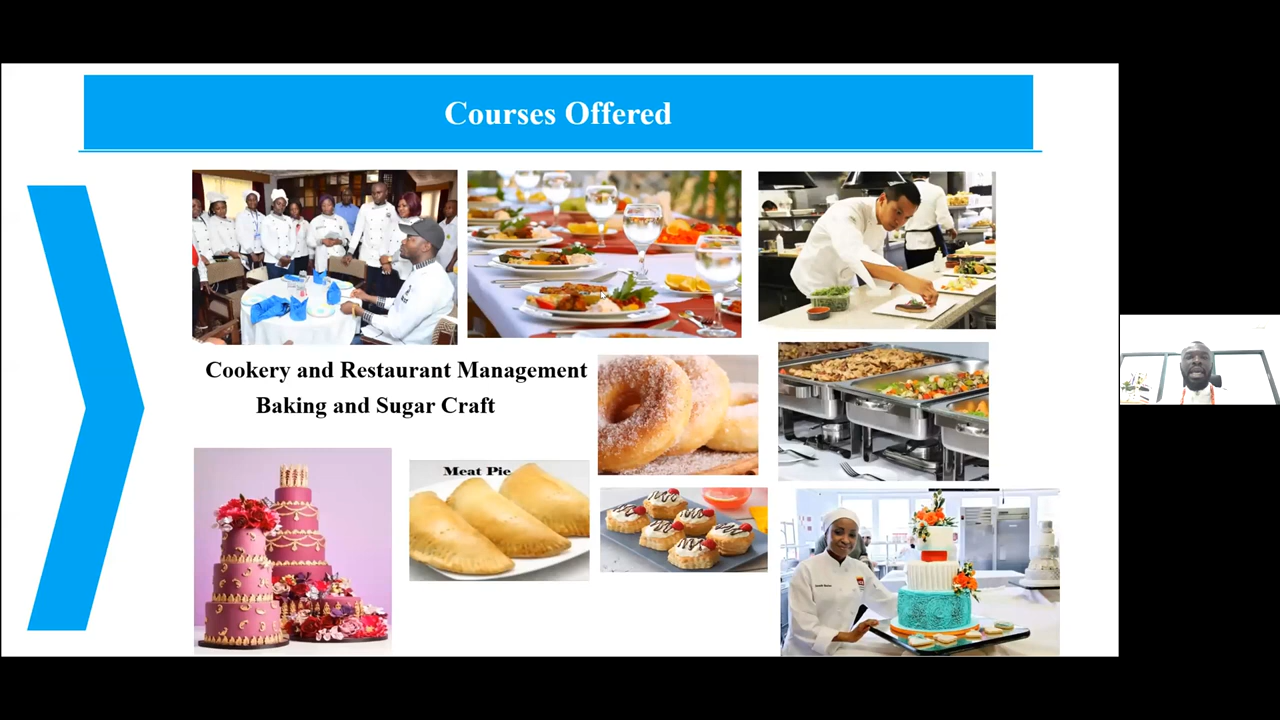 Courses Offered
Cookery and Restaurant Management
Baking and Sugar Craft
Meat Pie